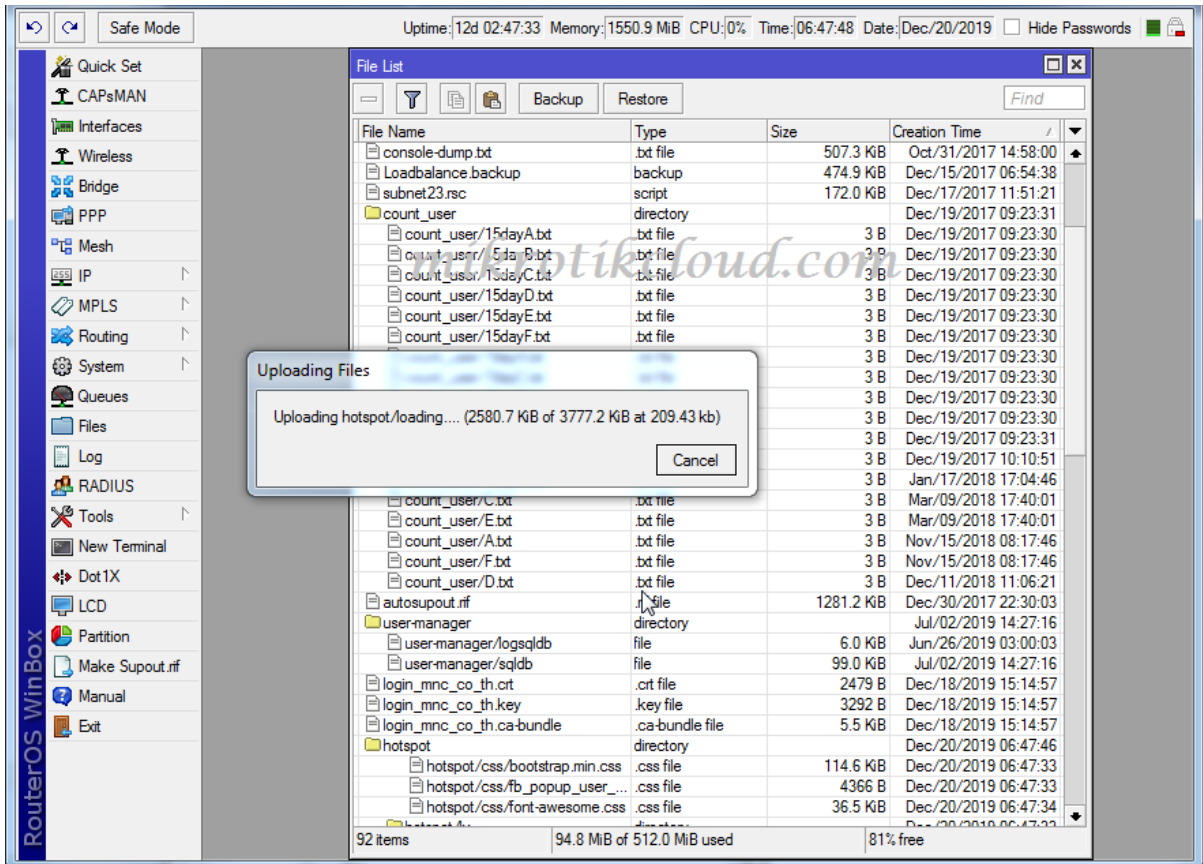 Safe Mode Uptime: 12d 02:47:33 Memory: 1550.9 MiB CPU: 0% Time: 06:47:48 Date: Dec/20/2019 Hide Passwords
Quick Set
CAPsMAN
Interfaces
Wireless
Bridge
PPP
Mesh
IP
MPLS
Routing
System
Queues
Files
Log
RADIUS
Tools
New Terminal
Dot1X
LCD
Partition
Make Supout.rif
Manual
Exit
RouterOS WinBox
File List
Backup Restore Find
File Name Type Size Creation Time
console-dump.txt .txt file 507.3 KiB Oct/31/2017 14:58:00
Loadbalance.backup backup 474.9 KiB Dec/15/2017 06:54:38
subnet23.rsc script 172.0 KiB Dec/17/2017 11:51:21
count_user directory Dec/19/2017 09:23:31
count_user/15dayA.txt .txt file 3 B Dec/19/2017 09:23:30
count_user/15dayB.txt .txt file 3 B Dec/19/2017 09:23:30
count_user/15dayC.txt .txt file 3 B Dec/19/2017 09:23:30
mikrotikcloud.com
count_user/15dayD.txt .txt file 3 B Dec/19/2017 09:23:30
count_user/15dayE.txt .txt file 3 B Dec/19/2017 09:23:30
count_user/15dayF.txt .txt file 3 B Dec/19/2017 09:23:30
3 B Dec/19/2017 09:23:30
3 B Dec/19/2017 09:23:30
3 B Dec/19/2017 09:23:30
3 B Dec/19/2017 09:23:30
3 B Dec/19/2017 09:23:31
3 B Dec/19/2017 10:10:51
3 B Jan/17/2018 17:04:46
Uploading Files
Uploading hotspot/loading.... (2580.7 KiB of 3777.2 KiB at 209.43 kb)
Cancel
count_user/C.txt .txt file 3 B Mar/09/2018 17:40:01
count_user/E.txt .txt file 3 B Mar/09/2018 17:40:01
count_user/A.txt .txt file 3 B Nov/15/2018 08:17:46
count_user/F.txt .txt file 3 B Nov/15/2018 08:17:46
count_user/D.txt .txt file 3 B Dec/11/2018 11:06:21
autosupout.rif .rif file 1281.2 KiB Dec/30/2017 22:30:03
user-manager directory Jul/02/2019 14:27:16
user-manager/logsqldb file 6.0 KiB Jun/26/2019 03:00:03
user-manager/sqldb file 99.0 KiB Jul/02/2019 14:27:16
login_mnc_co_th.crt .crt file 2479 B Dec/18/2019 15:14:57
login_mnc_co_th.key .key file 3292 B Dec/18/2019 15:14:57
login_mnc_co_th.ca-bundle .ca-bundle file 5.5 KiB Dec/18/2019 15:14:57
hotspot directory Dec/20/2019 06:47:46
hotspot/css/bootstrap.min.css .css file 114.6 KiB Dec/20/2019 06:47:33
hotspot/css/fb_popup_user_... .css file 4366 B Dec/20/2019 06:47:33
hotspot/css/font-awesome.css .css file 36.5 KiB Dec/20/2019 06:47:34
92 items 94.8 MiB of 512.0 MiB used 81% free